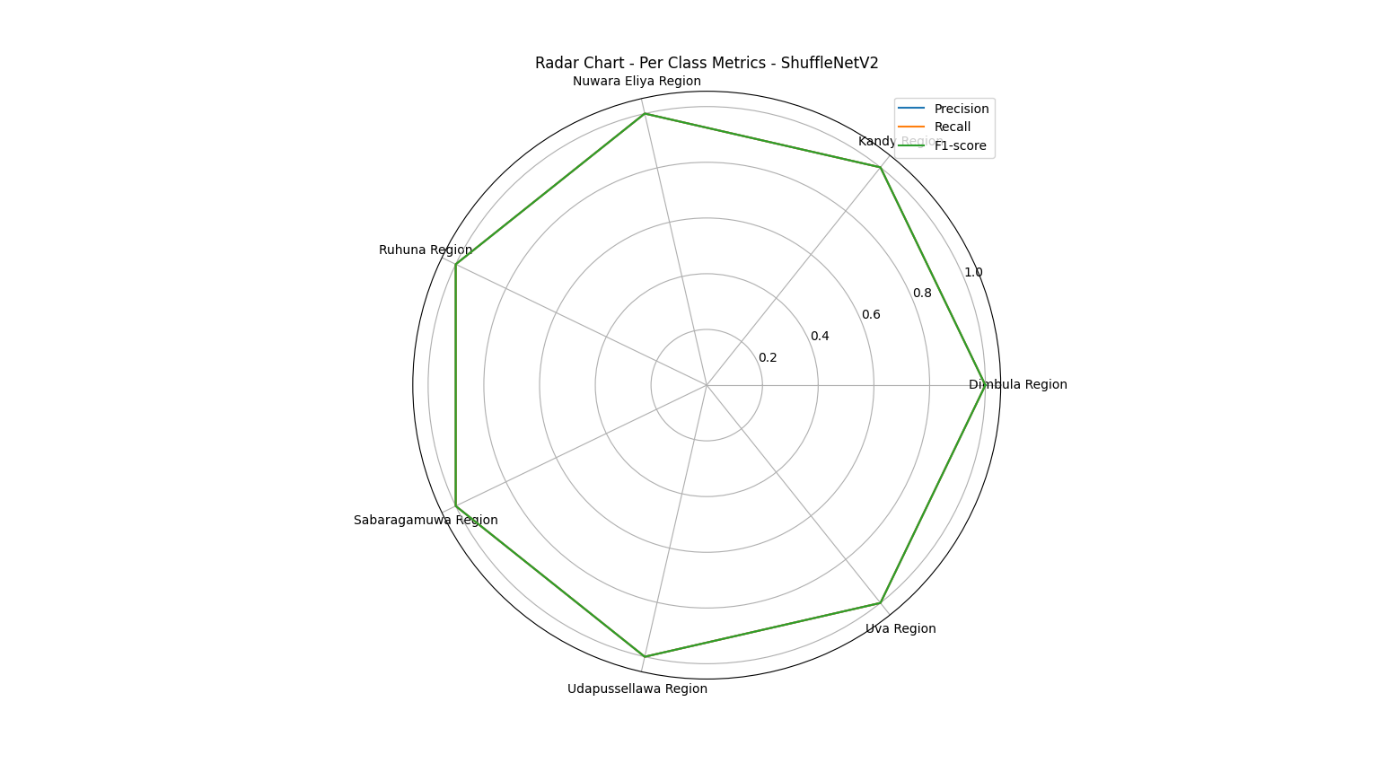 Radar Chart - Per Class Metrics - ShuffleNetV2
Nuwara Eliya Region
Precision
Recall
F1-score
Kandy Region
Ruhuna Region
1.0
0.8
0.6
0.4
0.2
Dimbula Region
Sabaragamuwa Region
Uva Region
Udapussellawa Region